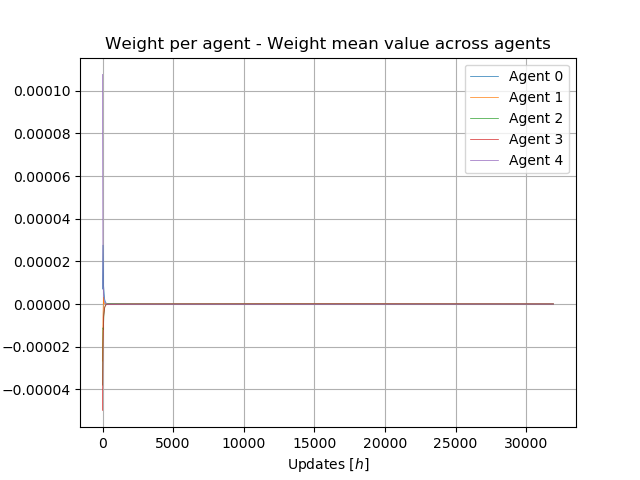 Weight per agent - Weight mean value across agents
0.00010
0.00008
0.00006
0.00004
0.00002
0.00000
−0.00002
−0.00004
Agent 0
Agent 1
Agent 2
Agent 3
Agent 4
0 5000 10000 15000 20000 25000 30000
Updates [h]